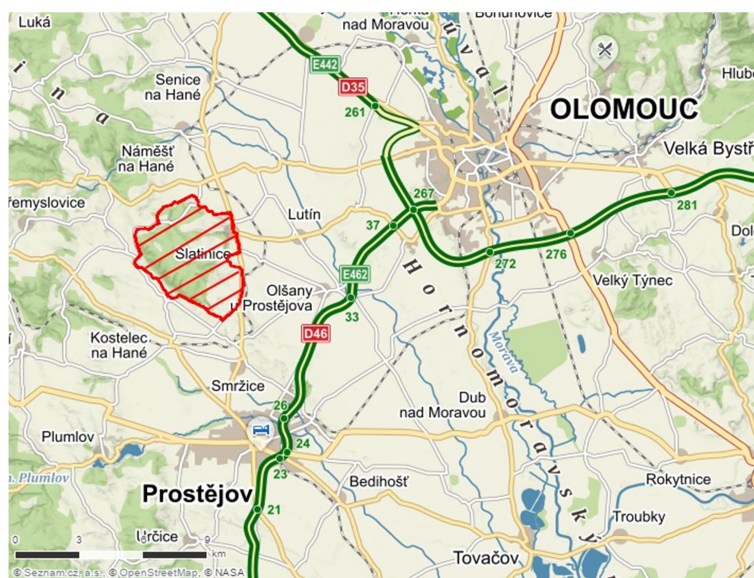 Luká
nad Moravou
Bohuňovice
ú
v
a
l
E442
D35
261
i
n
a
Senice
na Hané
OLOMOUC
Náměšť
na Hané
Velká Bystř
řemyslovice
Lutín
267
37
281
Slatinice
272
276
E462
Velký Týnec
Olšany
u Prostějova
33
H o r n o m o r a v s k ý
Morava
D46
Kostelec
na Hané
Smržice
26
Dub
nad Moravou
Plumlov
24
23
n. Plumlov
Bedihošť
Rokytnice
Prostějov
21
Troubky
Určice
Tovačov
0 3 6 9
km
© Seznam.cz, a.s., © OpenStreetMap, © NASA